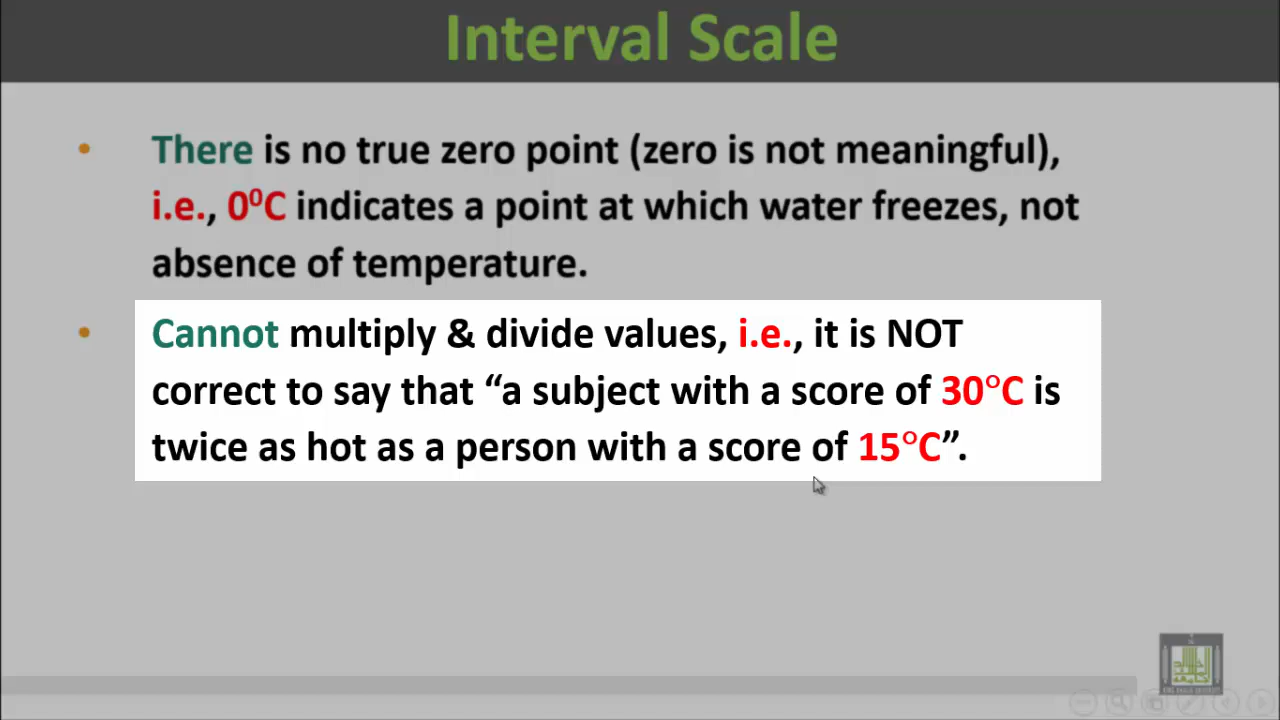 Interval Scale
• There is no true zero point (zero is not meaningful),
i.e., 0⁰C indicates a point at which water freezes, not
absence of temperature.
• Cannot multiply & divide values, i.e., it is NOT
correct to say that “a subject with a score of 30°C is
twice as hot as a person with a score of 15°C”.